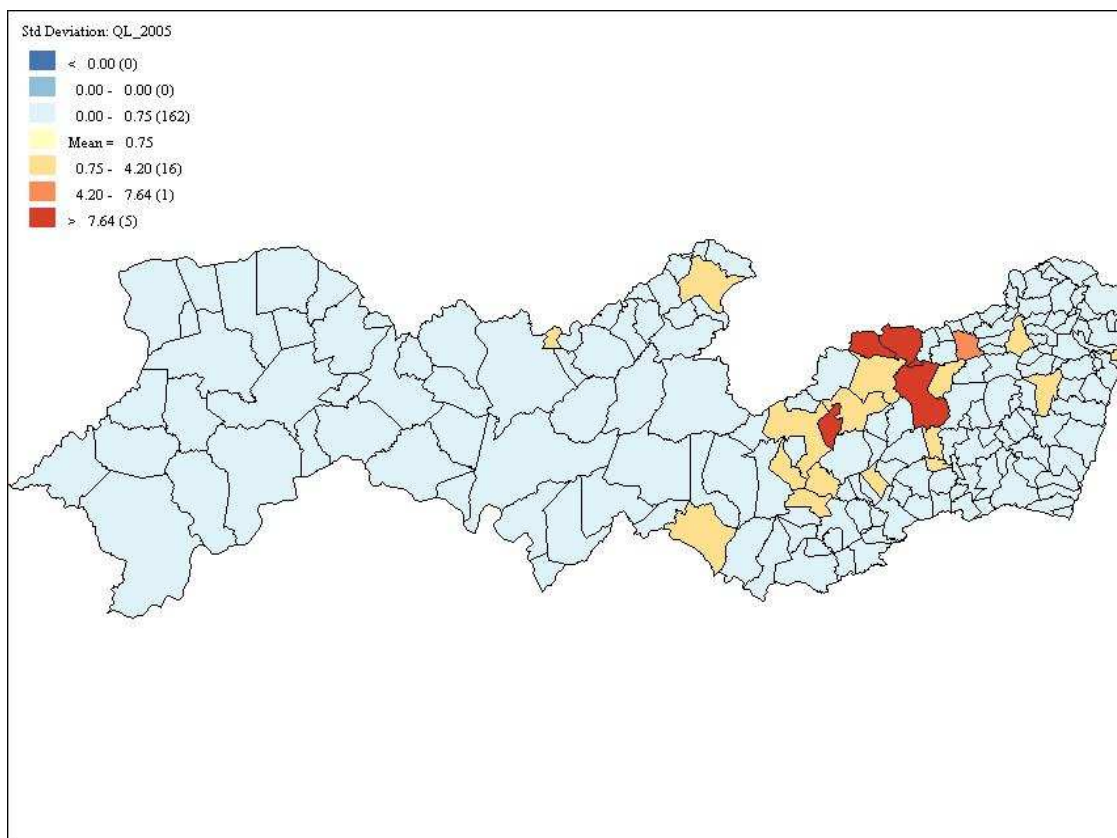 Std Deviation: QL_2005
< 0.00 (0)
0.00 - 0.00 (0)
0.00 - 0.75 (162)
Mean = 0.75
0.75 - 4.20 (16)
4.20 - 7.64 (1)
> 7.64 (5)